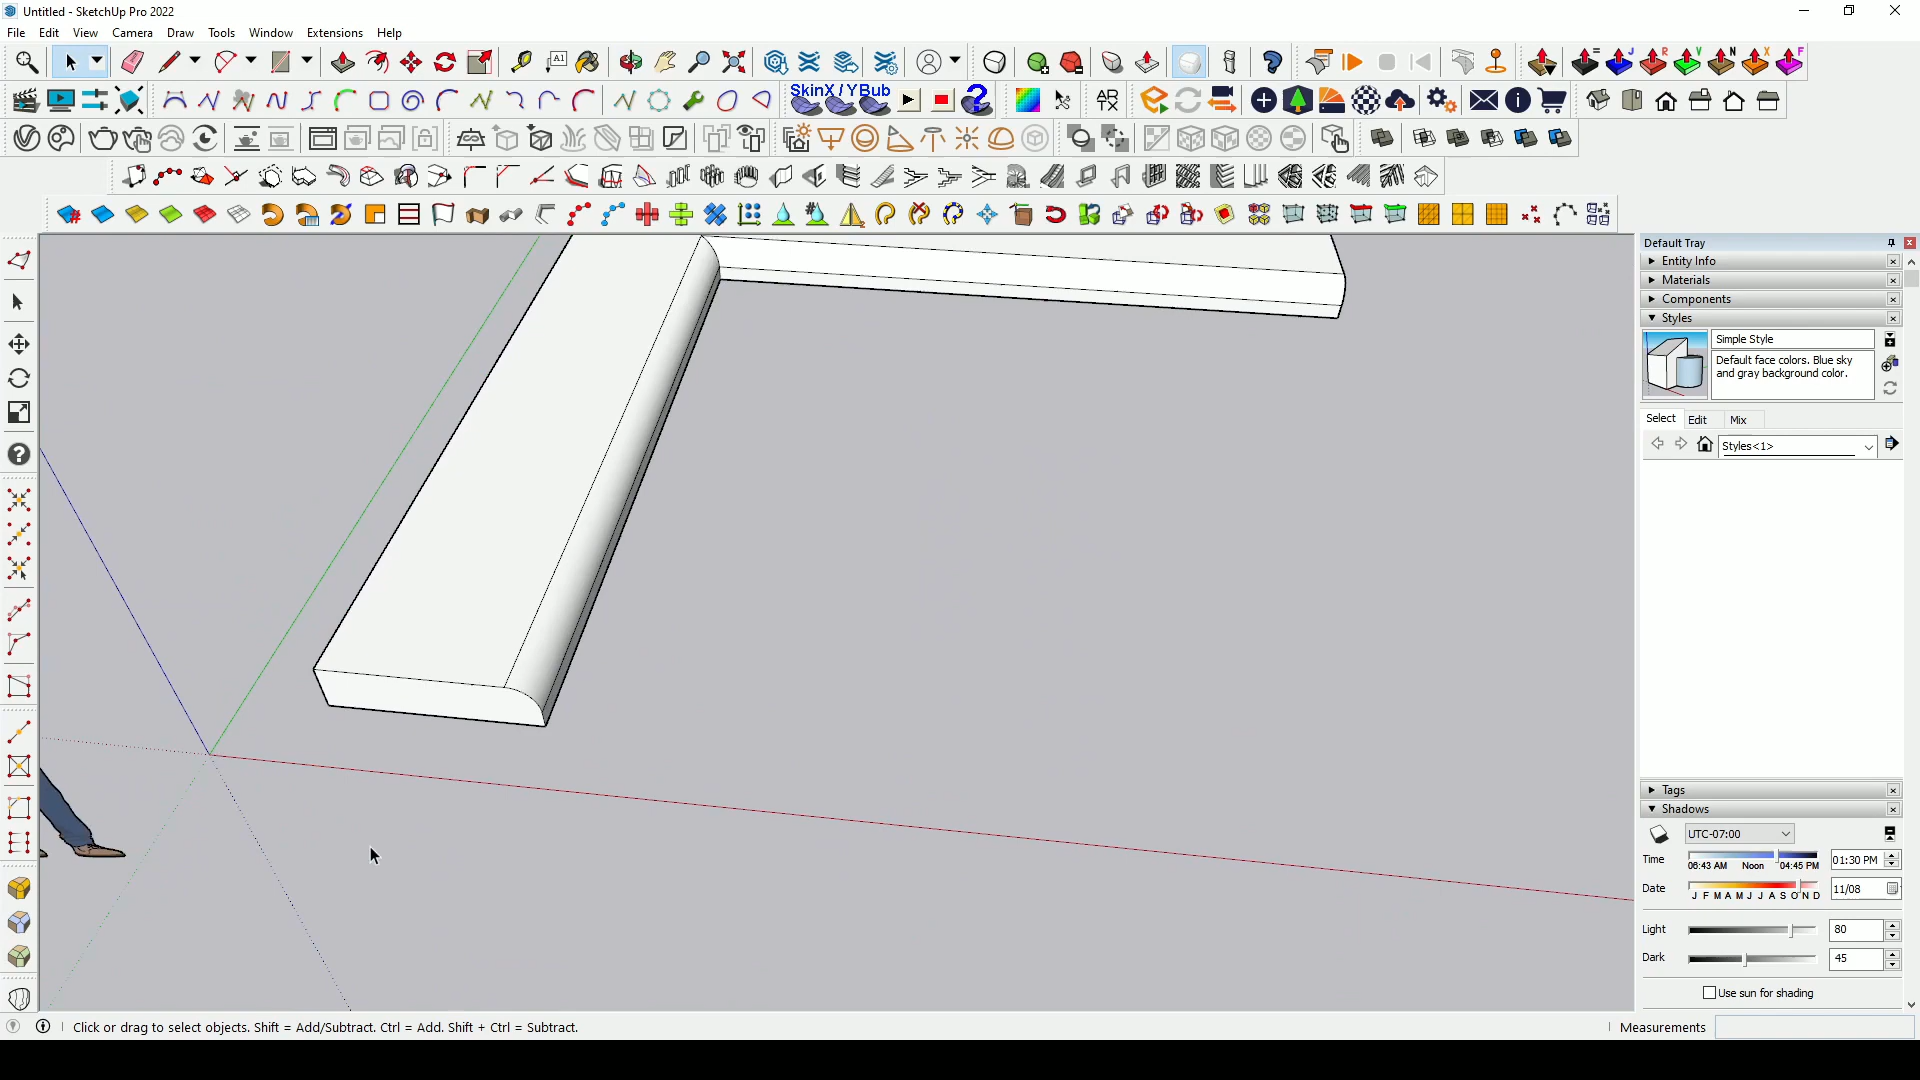 Untitled - SketchUp Pro 2022
File Edit View Camera Draw Tools Window Extensions Help
A1
= J R V N X F
SkinX / YBub
?
AR
TX
Default Tray
Entity Info
Materials
Components
Styles
Simple Style
Default face colors. Blue sky
and gray background color.
Select Edit Mix
Styles<1>
Tags
Shadows
UTC-07:00
Time 01:30 PM
06:43 AM Noon 04:45 PM
Date 11/08
J F M A M J J A S O N D
Light 80
Dark 45
Use sun for shading
Click or drag to select objects. Shift = Add/Subtract. Ctrl = Add. Shift + Ctrl = Subtract.
Measurements